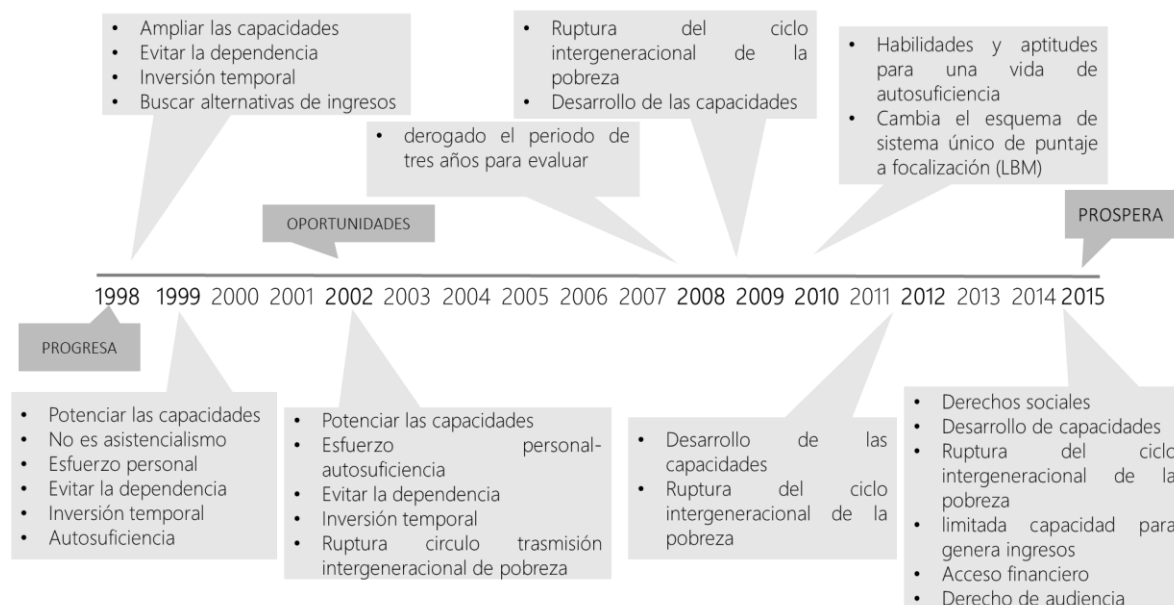 • Ampliar las capacidades
• Evitar la dependencia
• Inversión temporal
• Buscar alternativas de ingresos
• derogado el periodo de
tres años para evaluar
• Ruptura del ciclo
intergeneracional de la
pobreza
• Desarrollo de las capacidades
• Habilidades y aptitudes
para una vida de
autosuficiencia
• Cambia el esquema de
sistema único de puntaje
a focalización (LBM)
OPORTUNIDADES
PROSPERA
1998 1999 2000 2001 2002 2003 2004 2005 2006 2007 2008 2009 2010 2011 2012 2013 2014 2015
PROGRESA
• Potenciar las capacidades
• No es asistencialismo
• Esfuerzo personal
• Evitar la dependencia
• Inversión temporal
• Autosuficiencia
• Potenciar las capacidades
• Esfuerzo personal-
autosuficiencia
• Evitar la dependencia
• Inversión temporal
• Ruptura circulo trasmisión
intergeneracional de pobreza
• Desarrollo de las
capacidades
• Ruptura del ciclo
intergeneracional de la
pobreza
• Derechos sociales
• Desarrollo de capacidades
• Ruptura del ciclo
intergeneracional de la
pobreza
• limitada capacidad para
genera ingresos
• Acceso financiero
• Derecho de audiencia